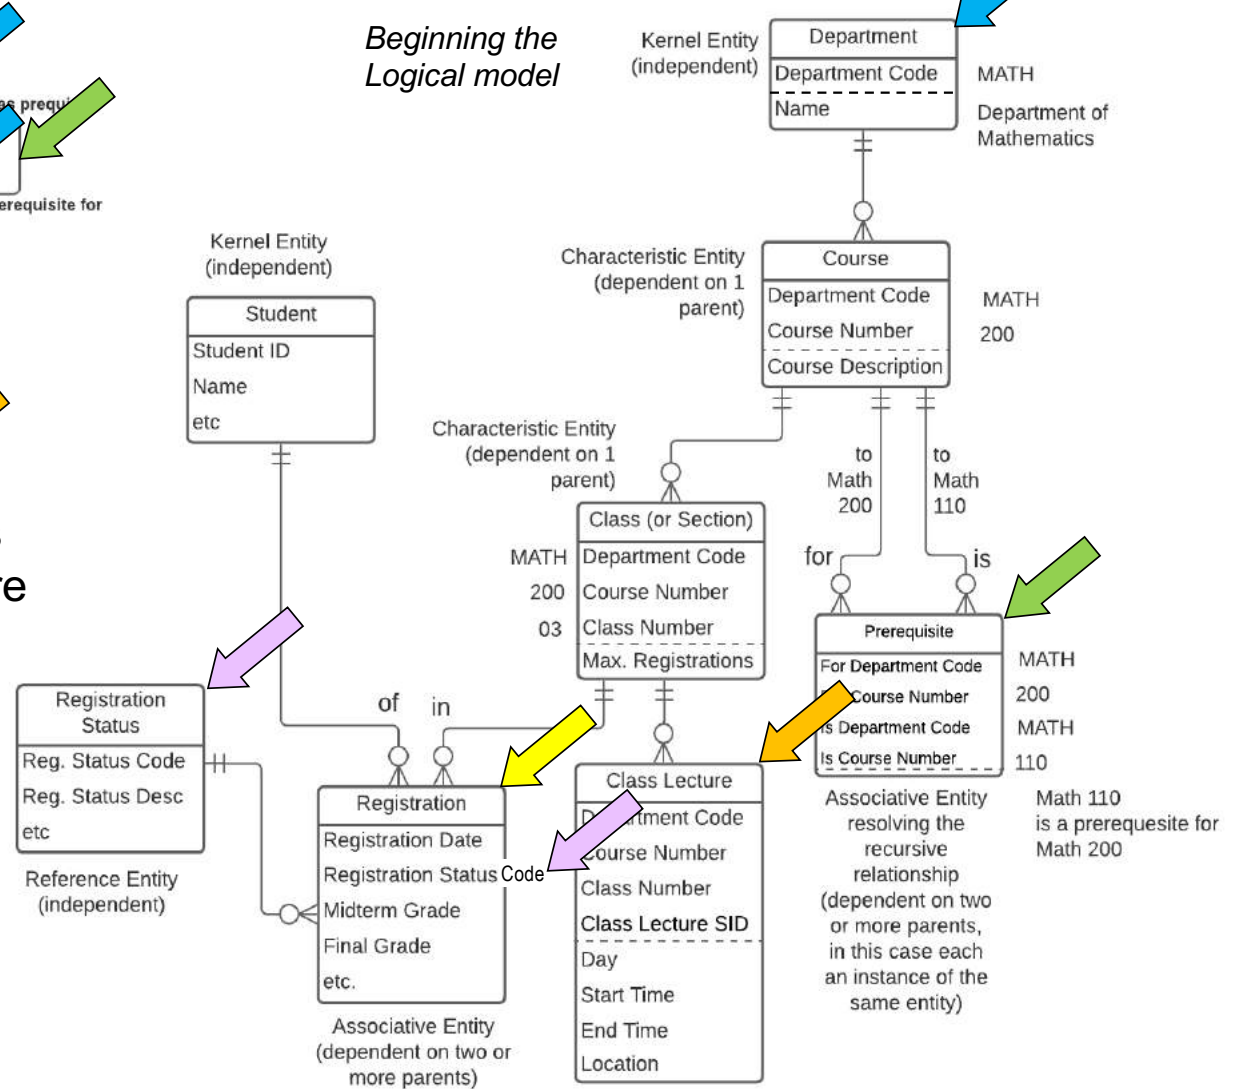 Beginning the
Logical model
Kernel Entity
(independent)
Department
Department Code
Name
MATH
Department of
Mathematics
erequisite for
Kernel Entity
(independent)
Student
Student ID
Name
etc
Characteristic Entity
(dependent on 1
parent)
Course
Department Code
Course Number
Course Description
MATH
200
Characteristic Entity
(dependent on 1
parent)
to
Math
200
to
Math
110
for
is
Class (or Section)
MATH Department Code
200 Course Number
03 Class Number
Max. Registrations
re
Prerequisite
For Department Code MATH
Course Number 200
Is Department Code MATH
Is Course Number 110
Associative Entity
resolving the
recursive
relationship
(dependent on two
or more parents,
in this case each
an instance of the
same entity)
Math 110
is a prerequesite for
Math 200
Registration
Status
Reg. Status Code
Reg. Status Desc
etc
Reference Entity
(independent)
of
in
Registration
Registration Date
Registration Status Code
Midterm Grade
Final Grade
etc.
Associative Entity
(dependent on two or
more parents)
Class Lecture
Department Code
Course Number
Class Number
Class Lecture SID
Day
Start Time
End Time
Location